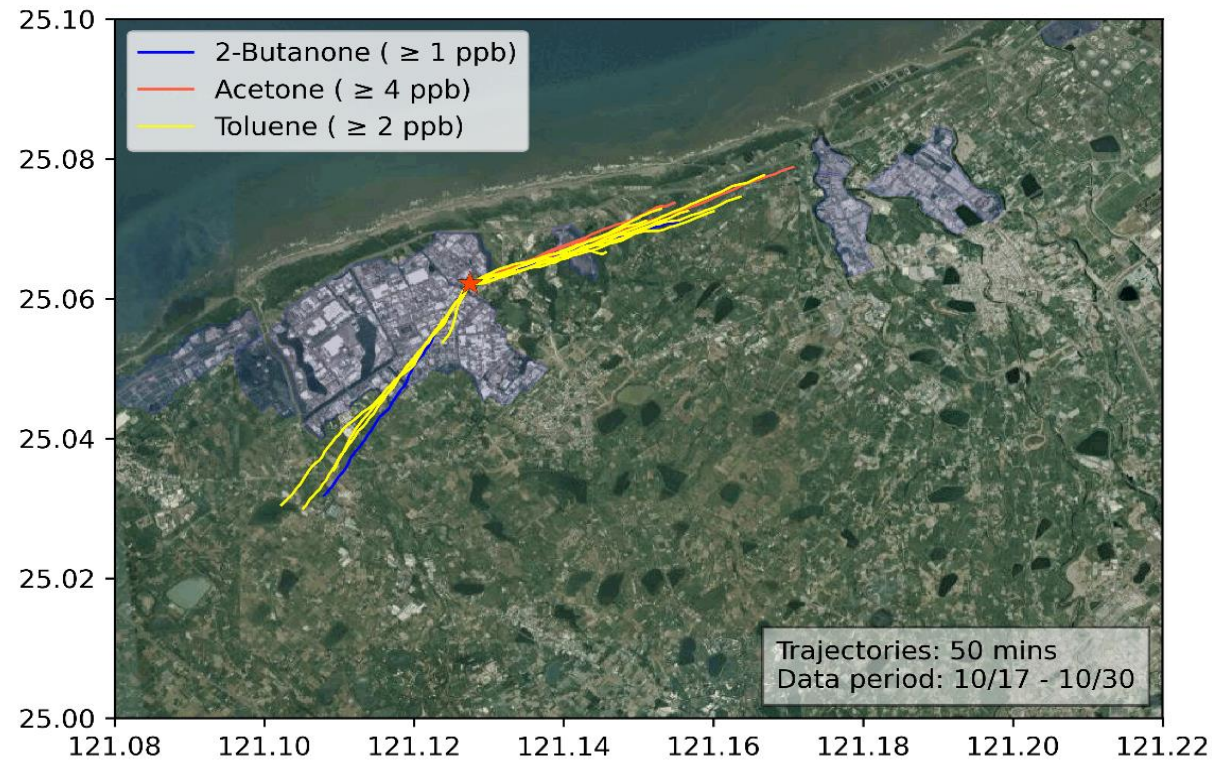 25.10
2-Butanone ( ≥ 1 ppb)
Acetone ( ≥ 4 ppb)
Toluene ( ≥ 2 ppb)
25.08
25.06
25.04
25.02
25.00
Trajectories: 50 mins
Data period: 10/17 - 10/30
121.08 121.10 121.12 121.14 121.16 121.18 121.20 121.22